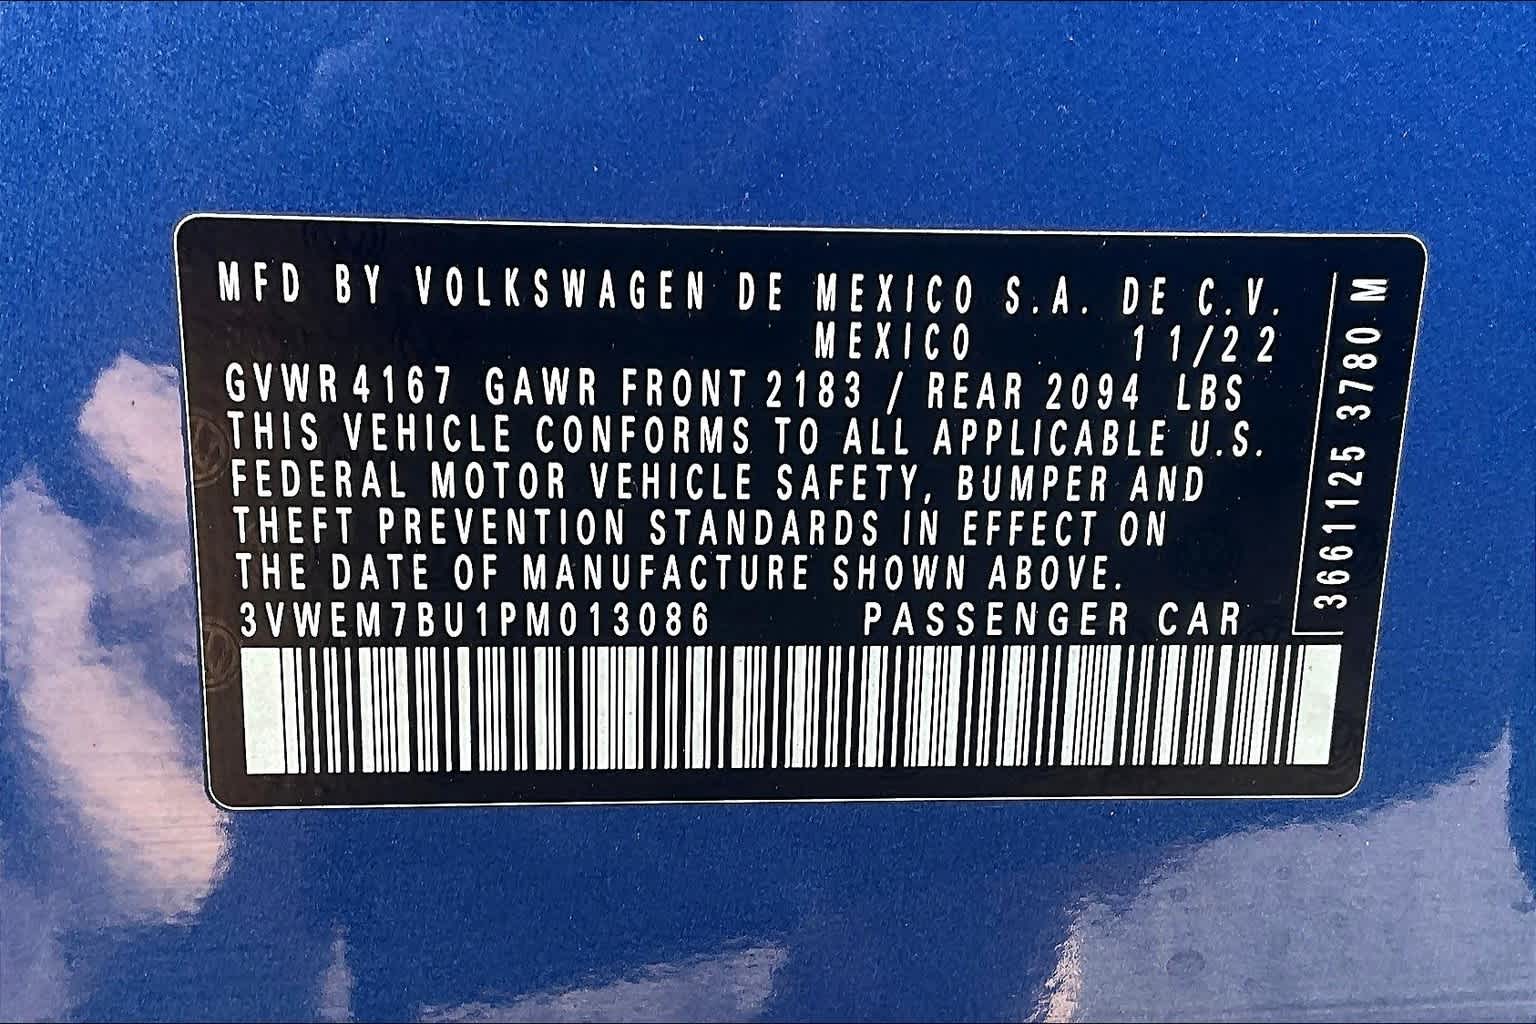 MFD BY VOLKSWAGEN DE MEXICO S.A. DE C.V.
MEXICO 11/22
GVWR 4167 GAWR FRONT 2183 / REAR 2094 LBS
THIS VEHICLE CONFORMS TO ALL APPLICABLE U.S.
FEDERAL MOTOR VEHICLE SAFETY, BUMPER AND
THEFT PREVENTION STANDARDS IN EFFECT ON
THE DATE OF MANUFACTURE SHOWN ABOVE.
3VWEM7BU1PM013086 PASSENGER CAR
3661125 3780 M